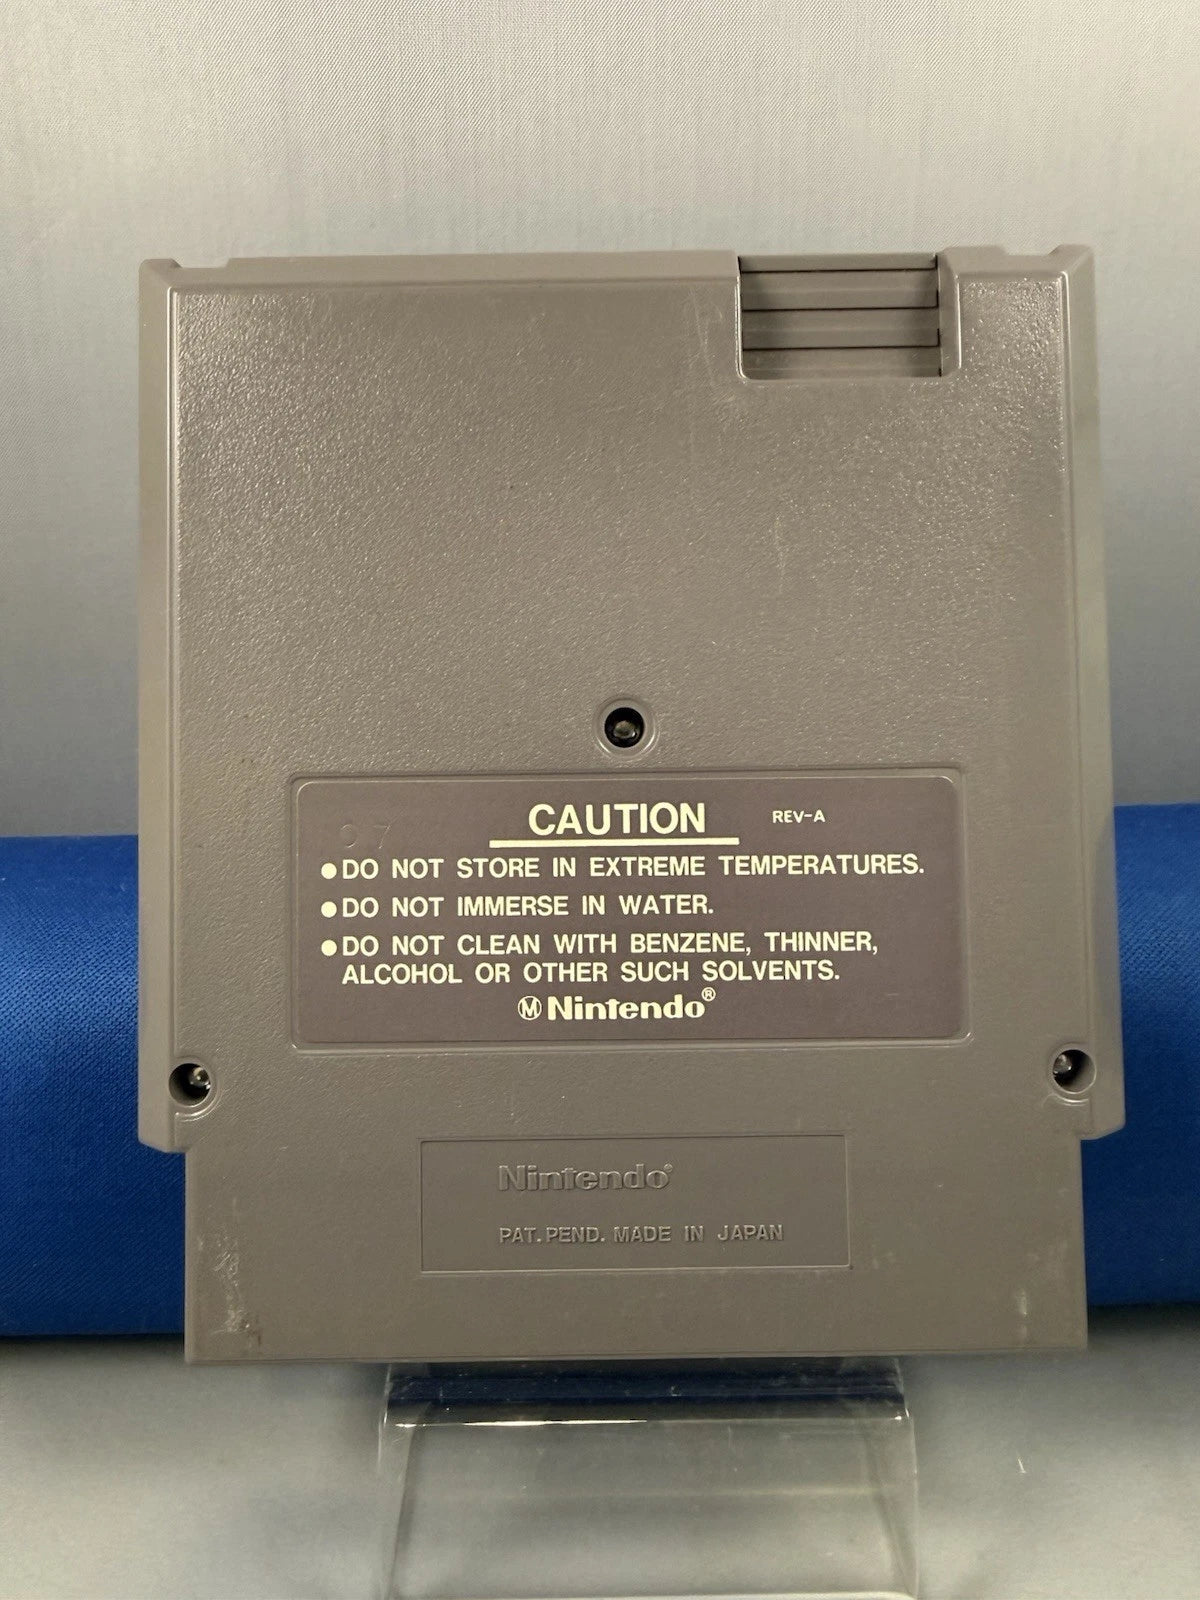 CAUTION REV-A
07
●DO NOT STORE IN EXTREME TEMPERATURES.
●DO NOT IMMERSE IN WATER.
●DO NOT CLEAN WITH BENZENE, THINNER,
ALCOHOL OR OTHER SUCH SOLVENTS.
Ⓜ Nintendo®
Nintendo®
PAT. PEND. MADE IN JAPAN